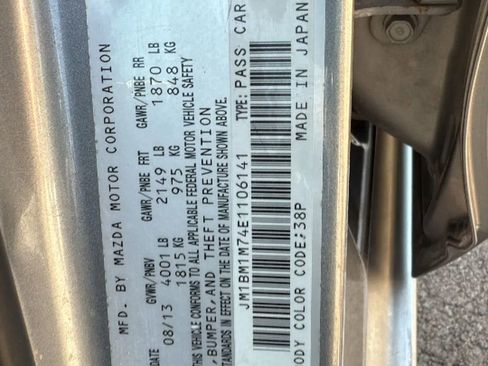 MFD. BY MAZDA MOTOR CORPORATION
DATE GVWR/PNBV GAWR/PNBE FRT GAWR/PNBE RR
08/13 4001 LB 2149 LB 1870 LB
1815 KG 975 KG 848 KG
THIS VEHICLE CONFORMS TO ALL APPLICABLE FEDERAL MOTOR VEHICLE SAFETY
,BUMPER,AND THEFT PREVENTION
STANDARDS IN EFFECT ON THE DATE OF MANUFACTURE SHOWN ABOVE.
JM1BM1M74E1106141 TYPE: PASS CAR
ODY COLOR CODE;38P MADE IN JAPAN